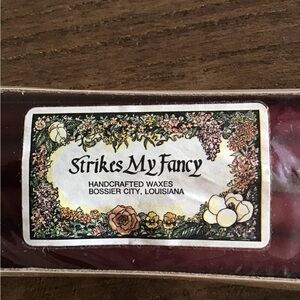 Strikes My Fancy
HANDCRAFTED WAXES
BOSSIER CITY, LOUISIANA